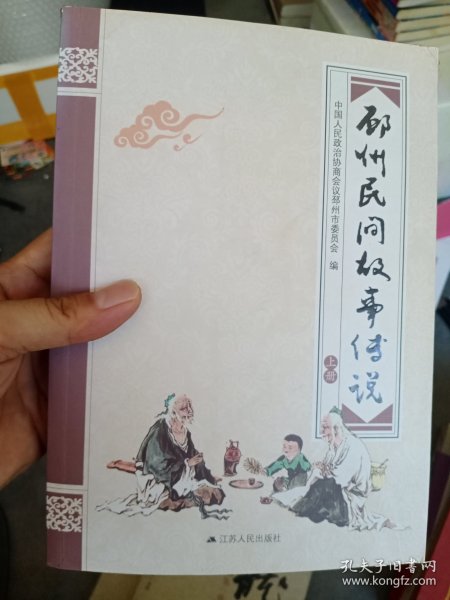 邳州民间故事传说
上册
中国人民政治协商会议邳州市委员会 编
江苏人民出版社
孔夫子旧书网
www.kongfz.com